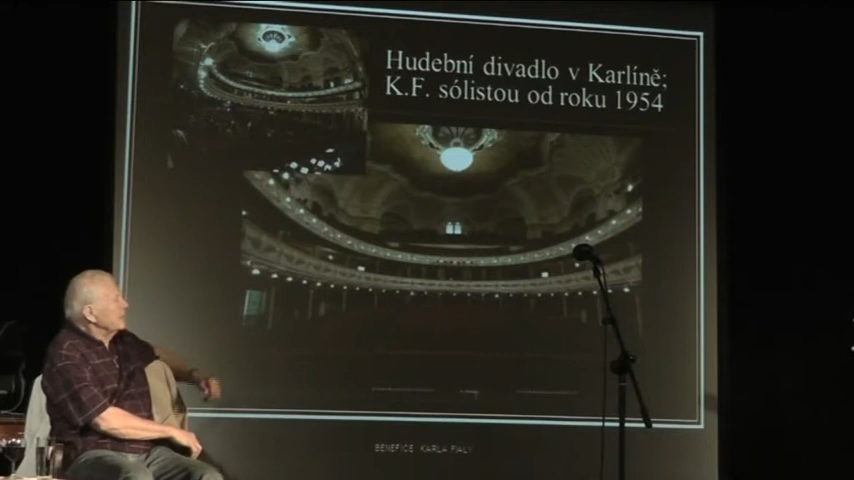 Hudební divadlo v Karlíně;
K.F. sólistou od roku 1954
BENEFICE KARLA FIALY